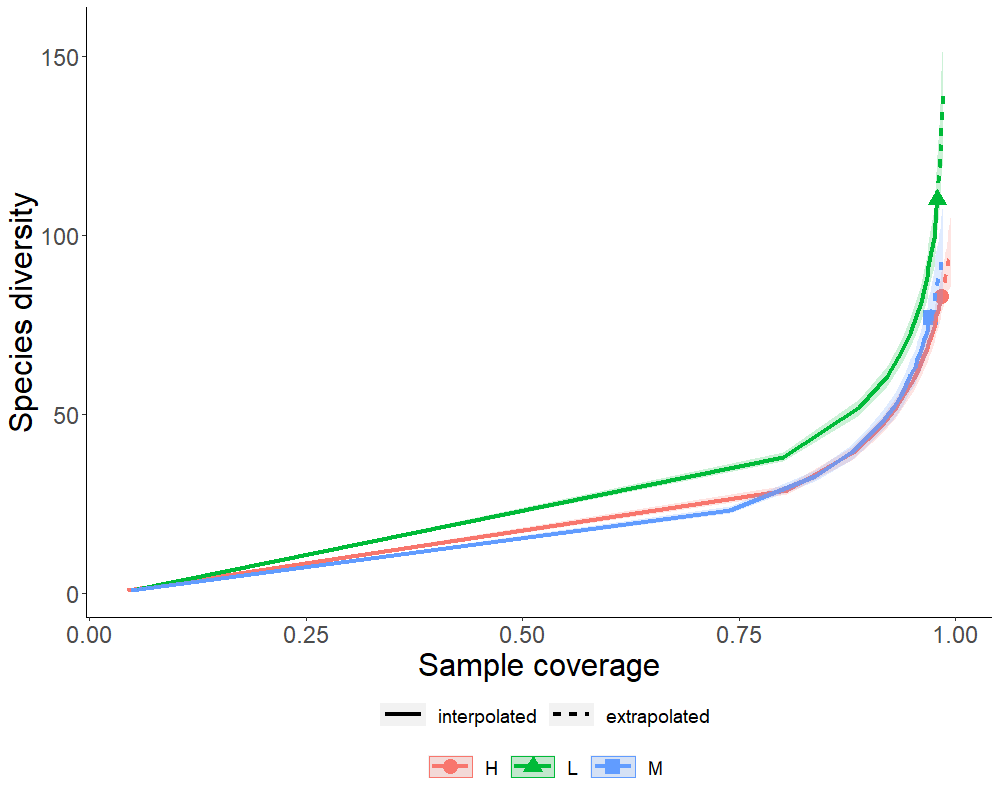 Species diversity
150
100
50
0
0.00 0.25 0.50 0.75 1.00
Sample coverage
interpolated extrapolated
H L M